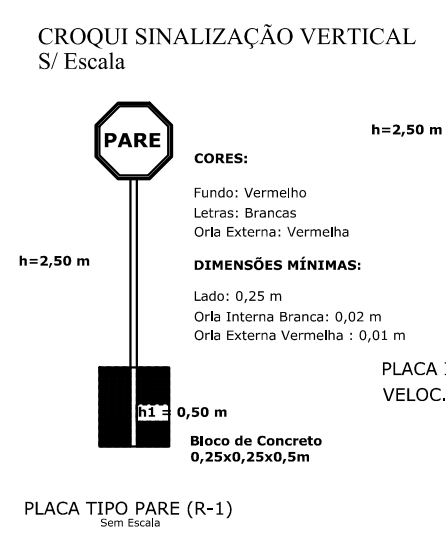 CROQUI SINALIZAÇÃO VERTICAL
S/ Escala
h=2,50 m
PARE
CORES:
Fundo: Vermelho
Letras: Brancas
Orla Externa: Vermelha
h=2,50 m
DIMENSÕES MÍNIMAS:
Lado: 0,25 m
Orla Interna Branca: 0,02 m
Orla Externa Vermelha : 0,01 m
PLACA
VELOC.
h1 = 0,50 m
Bloco de Concreto
0,25x0,25x0,5m
PLACA TIPO PARE (R-1)
Sem Escala